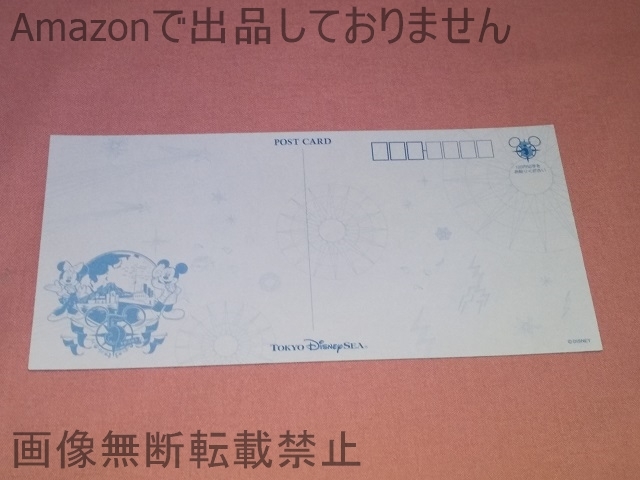 Amazonで出品しておりません
POST CARD
TOKYO DISNEYSEA
©DISNEY
画像無断転載禁止